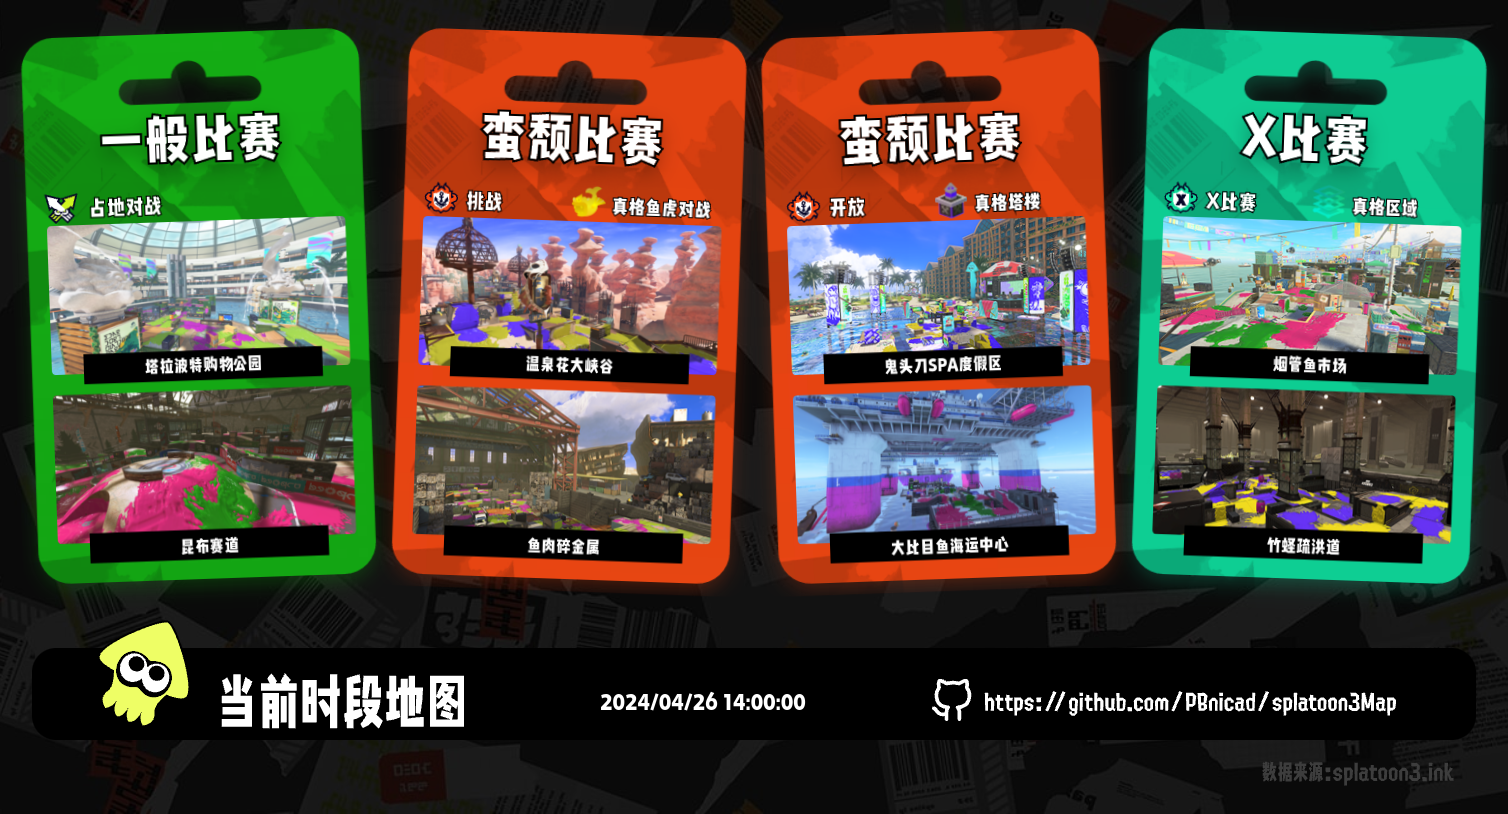 一般比赛
占地对战
塔拉波特购物公园
昆布赛道
蛮颓比赛
挑战
真格鱼虎对战
温泉花大峡谷
鱼肉碎金属
蛮颓比赛
开放
真格塔楼
鬼头刀SPA度假区
大比目鱼海运中心
X比赛
X比赛
真格区域
烟管鱼市场
竹蛏疏洪道
当前时段地图
2024/04/26 14:00:00
https://github.com/PBnicad/splatoon3Map
数据来源:splatoon3.ink